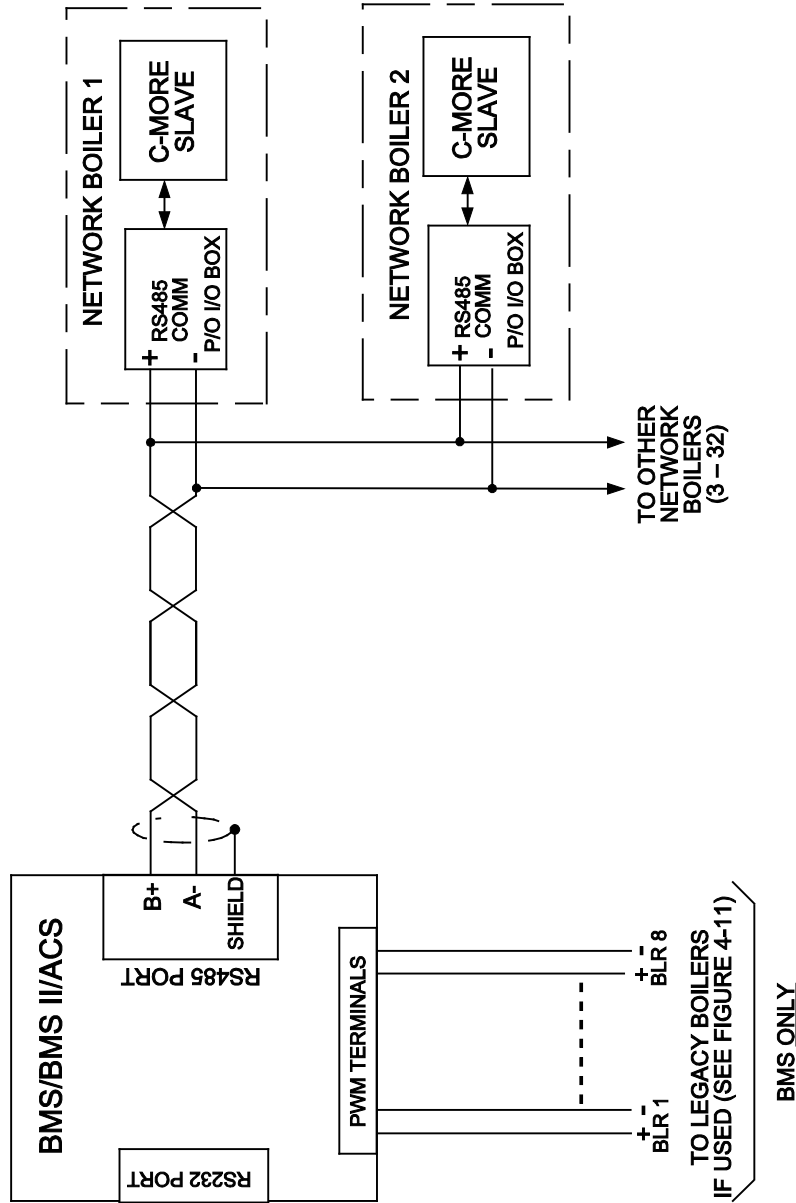 NETWORK BOILER 1
C-MORE
SLAVE
+
RS485
COMM
-
P/O I/O BOX
NETWORK BOILER 2
C-MORE
SLAVE
+
RS485
COMM
-
P/O I/O BOX
TO OTHER
NETWORK
BOILERS
(3 – 32)
BMS/BMS II/ACS
B+
A-
SHIELD
RS485 PORT
RS232 PORT
PWM TERMINALS
+ -
BLR 1
+ -
BLR 8
TO LEGACY BOILERS
IF USED (SEE FIGURE 4-11)
BMS ONLY